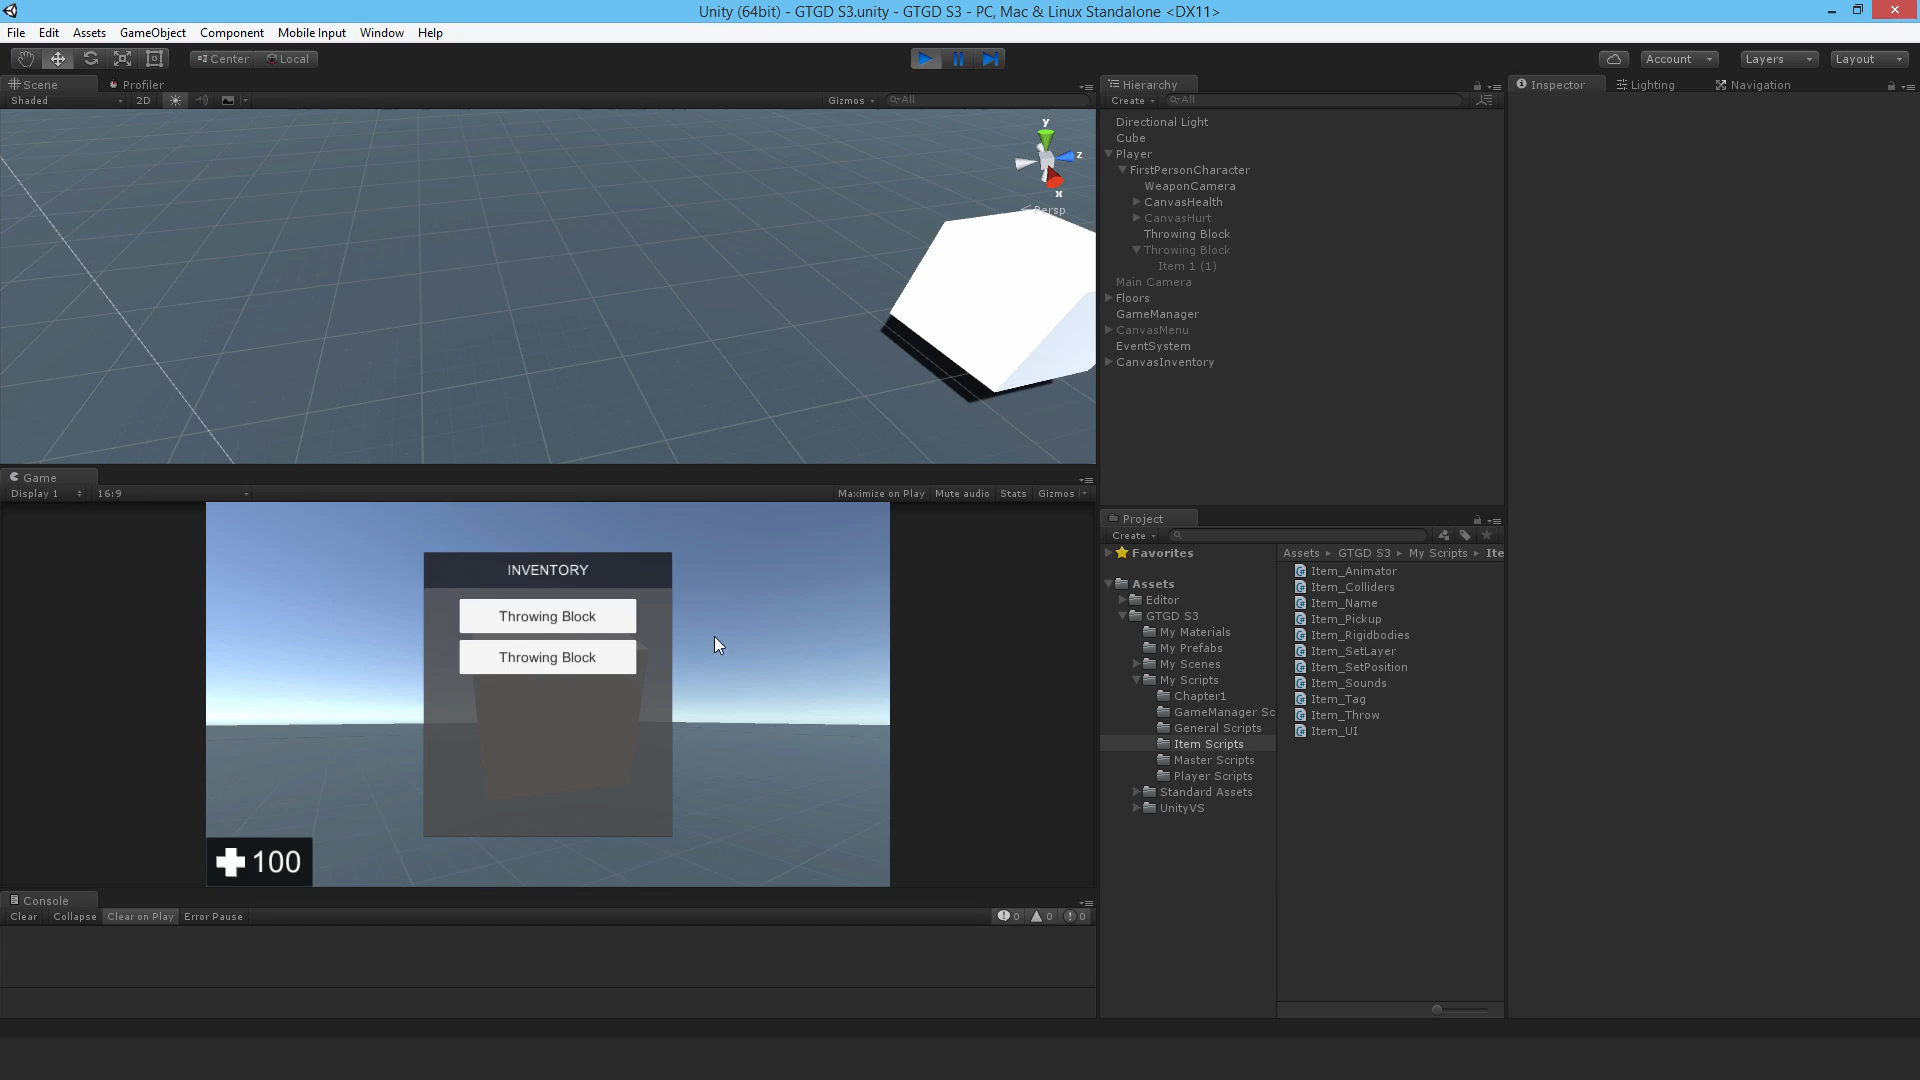 Unity (64bit) - GTGD S3.unity - GTGD S3 - PC, Mac & Linux Standalone <DX11>
File Edit Assets GameObject Component Mobile Input Window Help
Center Local Account Layers Layout
Scene Profiler
Shaded 2D Gizmos All
y
z
x
Persp
Hierarchy
Create All
Directional Light
Cube
Player
FirstPersonCharacter
WeaponCamera
CanvasHealth
CanvasHurt
Throwing Block
Throwing Block
Item 1 (1)
Main Camera
Floors
GameManager
CanvasMenu
EventSystem
CanvasInventory
Inspector Lighting Navigation
Game
Display 1 16:9 Maximize on Play Mute audio Stats Gizmos
INVENTORY
Throwing Block
Throwing Block
100
Project
Create
Favorites
Assets
Editor
GTGD S3
My Materials
My Prefabs
My Scenes
My Scripts
Chapter1
GameManager Sc
General Scripts
Item Scripts
Master Scripts
Player Scripts
Standard Assets
UnityVS
Assets GTGD S3 My Scripts Ite
Item_Animator
Item_Colliders
Item_Name
Item_Pickup
Item_Rigidbodies
Item_SetLayer
Item_SetPosition
Item_Sounds
Item_Tag
Item_Throw
Item_UI
Console
Clear Collapse Clear on Play Error Pause 0 0 0